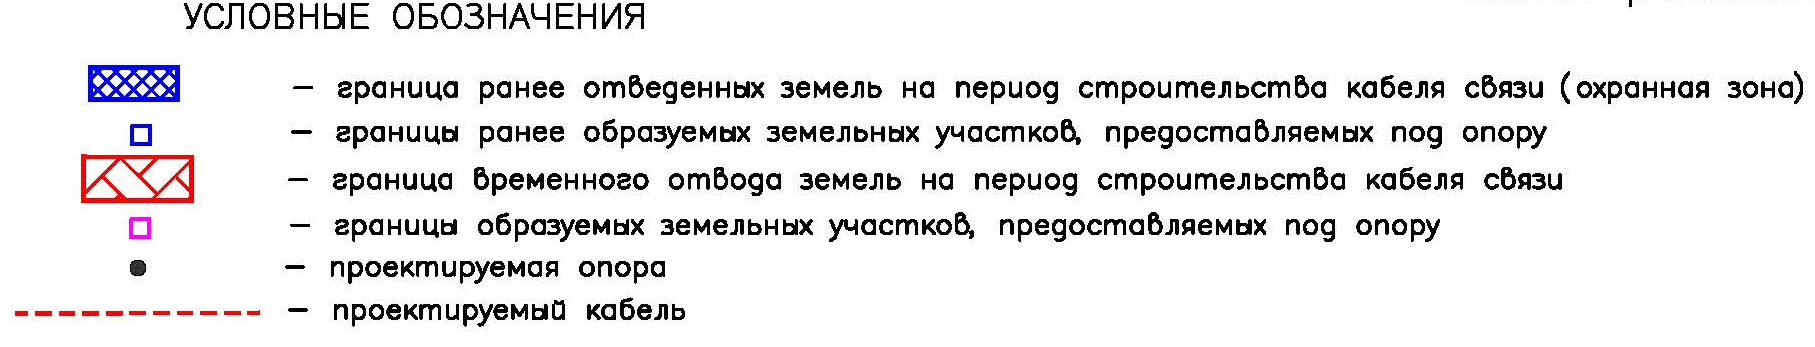 УСЛОВНЫЕ ОБОЗНАЧЕНИЯ
– граница ранее отведенных земель на период строительства кабеля связи (охранная зона)
– границы ранее образуемых земельных участков, предоставляемых под опору
– граница временного отвода земель на период строительства кабеля связи
– границы образуемых земельных участков, предоставляемых под опору
– проектируемая опора
– проектируемый кабель